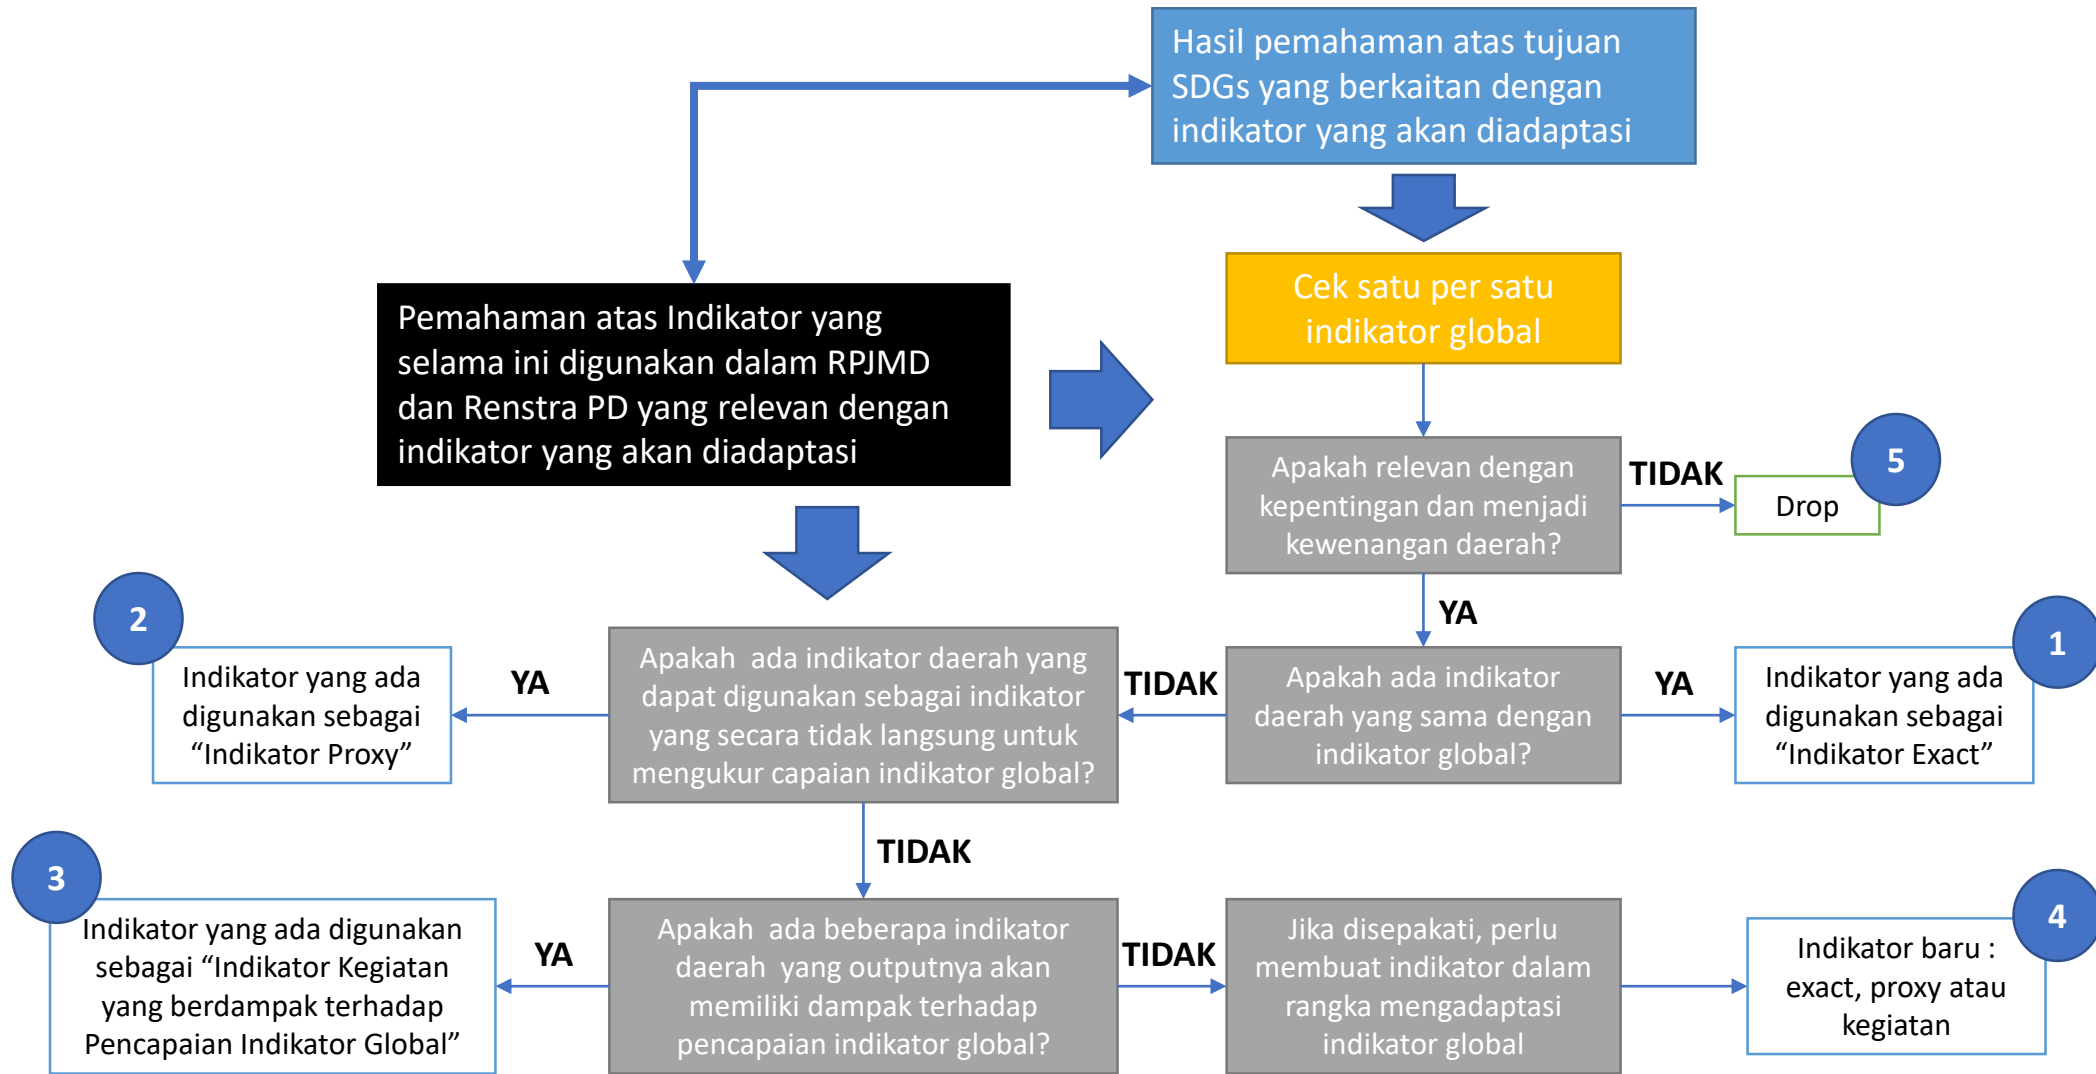 Hasil pemahaman atas tujuan
SDGs yang berkaitan dengan
indikator yang akan diadaptasi
Pemahaman atas Indikator yang
selama ini digunakan dalam RPJMD
dan Renstra PD yang relevan dengan
indikator yang akan diadaptasi
Cek satu per satu
indikator global
Apakah relevan dengan
kepentingan dan menjadi
kewenangan daerah?
TIDAK
5
Drop
YA
2
Indikator yang ada
digunakan sebagai
“Indikator Proxy”
YA
Apakah ada indikator daerah yang
dapat digunakan sebagai indikator
yang secara tidak langsung untuk
mengukur capaian indikator global?
TIDAK
Apakah ada indikator
daerah yang sama dengan
indikator global?
YA
1
Indikator yang ada
digunakan sebagai
“Indikator Exact”
TIDAK
3
Indikator yang ada digunakan
sebagai “Indikator Kegiatan
yang berdampak terhadap
Pencapaian Indikator Global”
YA
Apakah ada beberapa indikator
daerah yang outputnya akan
memiliki dampak terhadap
pencapaian indikator global?
TIDAK
Jika disepakati, perlu
membuat indikator dalam
rangka mengadaptasi
indikator global
4
Indikator baru :
exact, proxy atau
kegiatan